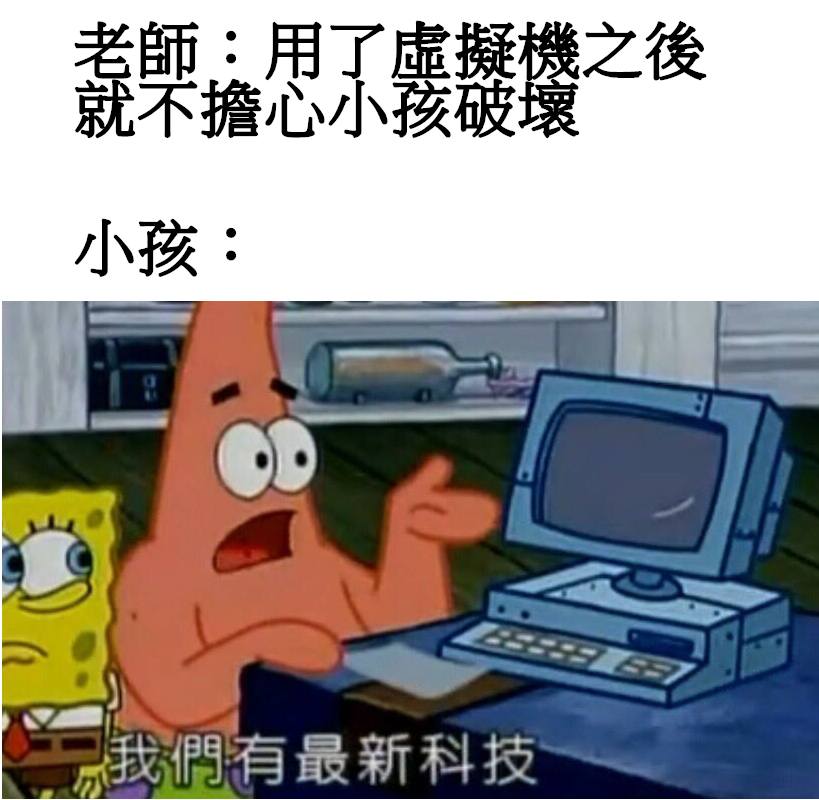 老師：用了虛擬機之後
就不擔心小孩破壞
小孩：
我們有最新科技